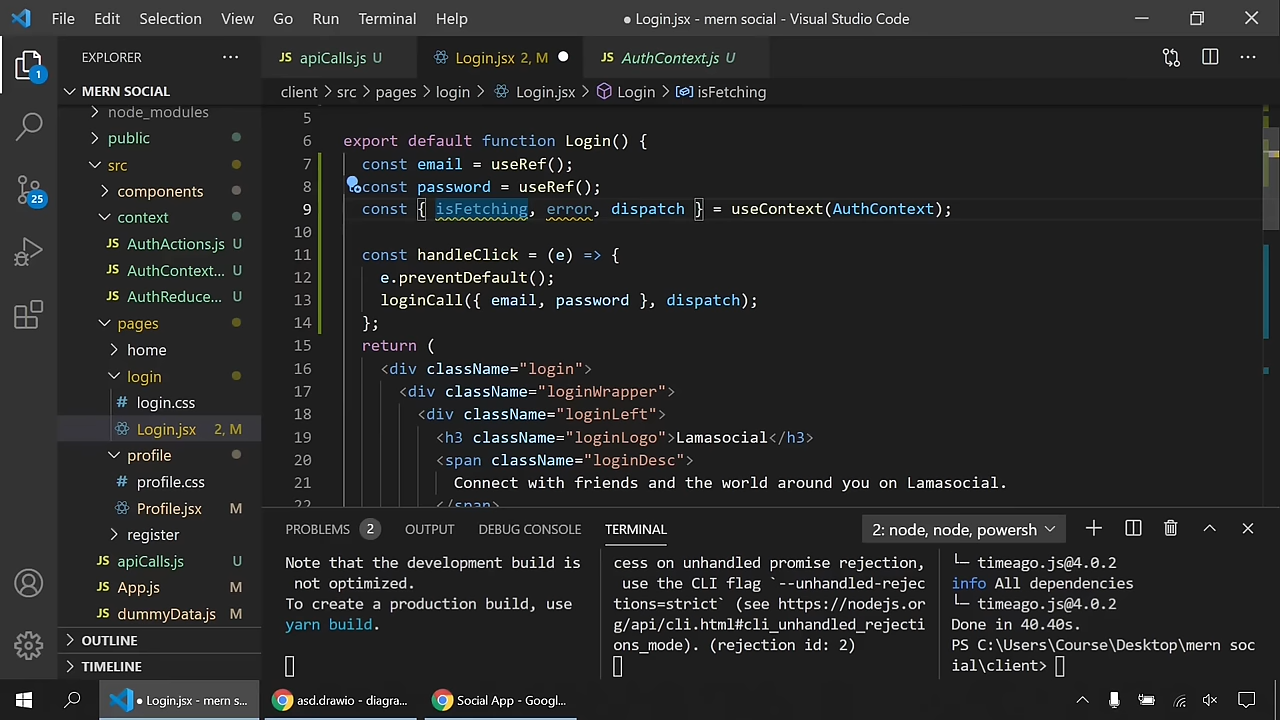 File Edit Selection View Go Run Terminal Help
● Login.jsx - mern social - Visual Studio Code
EXPLORER
1
MERN SOCIAL
node_modules
public
src
components
context
JS AuthActions.js U
JS AuthContext... U
JS AuthReduce... U
pages
home
login
# login.css
Login.jsx 2, M
profile
# profile.css
Profile.jsx M
register
JS apiCalls.js U
JS App.js M
JS dummyData.js M
OUTLINE
TIMELINE
25
JS apiCalls.js U
Login.jsx 2, M ●
JS AuthContext.js U
client > src > pages > login > Login.jsx > Login > isFetching
5
6 export default function Login() {
7 const email = useRef();
8 const password = useRef();
9 const { isFetching, error, dispatch } = useContext(AuthContext);
10
11 const handleClick = (e) => {
12 e.preventDefault();
13 loginCall({ email, password }, dispatch);
14 };
15 return (
16 <div className="login">
17 <div className="loginWrapper">
18 <div className="loginLeft">
19 <h3 className="loginLogo">Lamasocial</h3>
20 <span className="loginDesc">
21 Connect with friends and the world around you on Lamasocial.
22 </span>
PROBLEMS 2 OUTPUT DEBUG CONSOLE TERMINAL
2: node, node, powersh
Note that the development build is
not optimized.
To create a production build, use
yarn build.
cess on unhandled promise rejection,
use the CLI flag `--unhandled-rejec
tions=strict` (see https://nodejs.or
g/api/cli.html#cli_unhandled_rejecti
ons_mode). (rejection id: 2)
└─ timeago.js@4.0.2
info All dependencies
└─ timeago.js@4.0.2
Done in 40.40s.
PS C:\Users\Course\Desktop\mern soc
ial\client>
● Login.jsx - mern s...
asd.drawio - diagra...
Social App - Googl...